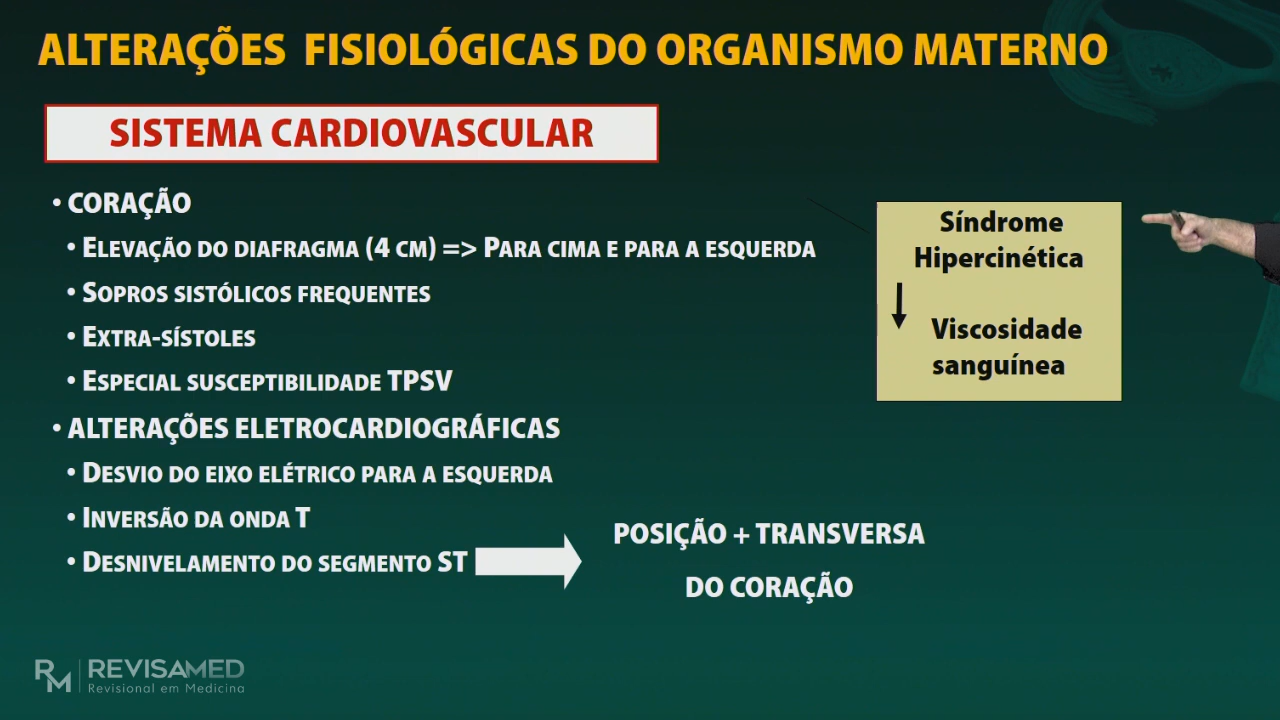 ALTERAÇÕES FISIOLÓGICAS DO ORGANISMO MATERNO
SISTEMA CARDIOVASCULAR
• CORAÇÃO
• ELEVAÇÃO DO DIAFRAGMA (4 CM) => PARA CIMA E PARA A ESQUERDA
• SOPROS SISTÓLICOS FREQUENTES
• EXTRA-SÍSTOLES
• ESPECIAL SUSCEPTIBILIDADE TPSV
• ALTERAÇÕES ELETROCARDIOGRÁFICAS
• DESVIO DO EIXO ELÉTRICO PARA A ESQUERDA
• INVERSÃO DA ONDA T
• DESNIVELAMENTO DO SEGMENTO ST
POSIÇÃO + TRANSVERSA
DO CORAÇÃO
Síndrome
Hipercinética
Viscosidade
sanguínea
RM REVISAMED
Revisional em Medicina